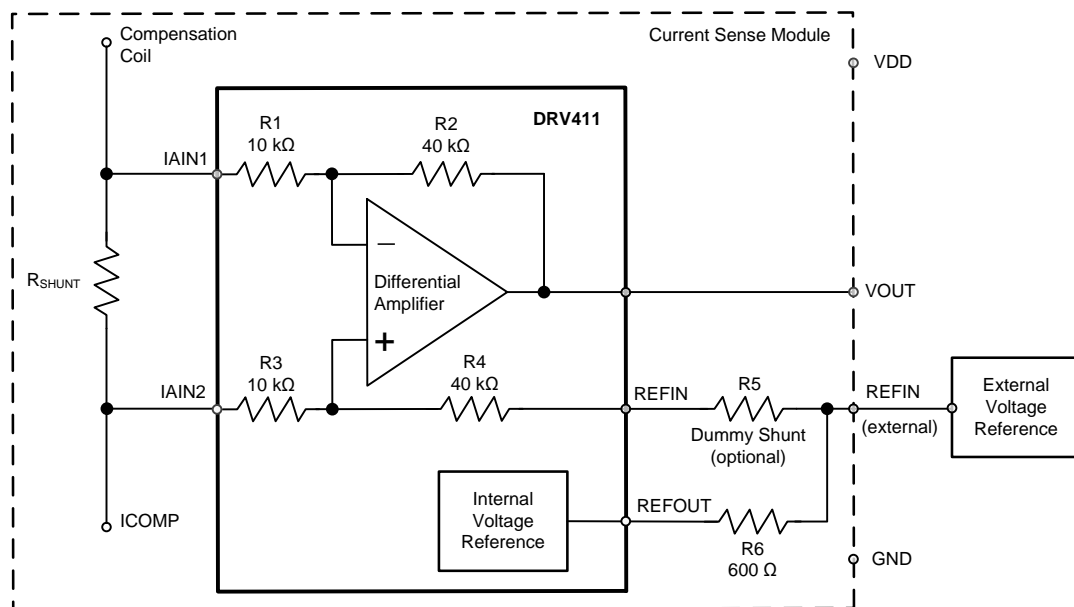 Compensation
Coil
Current Sense Module
VDD
DRV411
R1
10 kΩ
R2
40 kΩ
IAIN1
−
RSHUNT
Differential
Amplifier
VOUT
+
R3
10 kΩ
R4
40 kΩ
IAIN2
REFIN
R5
Dummy Shunt
(optional)
REFIN
(external)
External
Voltage
Reference
ICOMP
Internal
Voltage
Reference
REFOUT
R6
600 Ω
GND